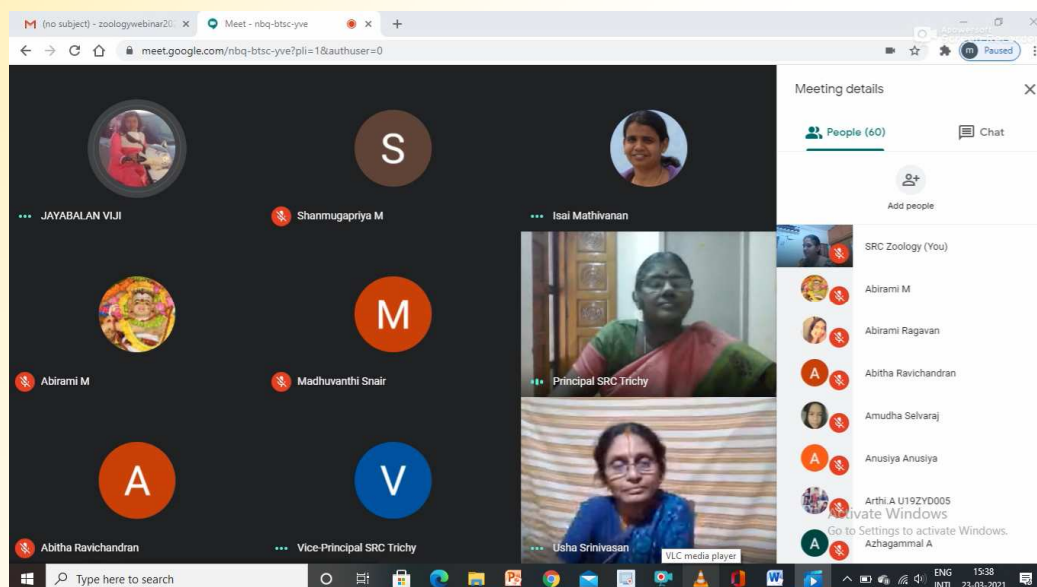 (no subject) - zoologywebinar20
Meet - nbq-btsc-yve
meet.google.com/nbq-btsc-yve?pli=1&authuser=0
m Paused
Meeting details
People (60)
Chat
Add people
JAYABALAN VIJI
S
Shanmugapriya M
Isai Mathivanan
Abirami M
M
Madhuvanthi Snair
Principal SRC Trichy
A
Abitha Ravichandran
V
Vice-Principal SRC Trichy
Usha Srinivasan
VLC media player
SRC Zoology (You)
Abirami M
Abirami Ragavan
A
Abitha Ravichandran
Amudha Selvaraj
A
Anusiya Anusiya
Arthi.A U19ZYD005
A
Azhagammal A
Activate Windows
Go to Settings to activate Windows.
Type here to search
ENG
INTL
15:38
23-03-2021